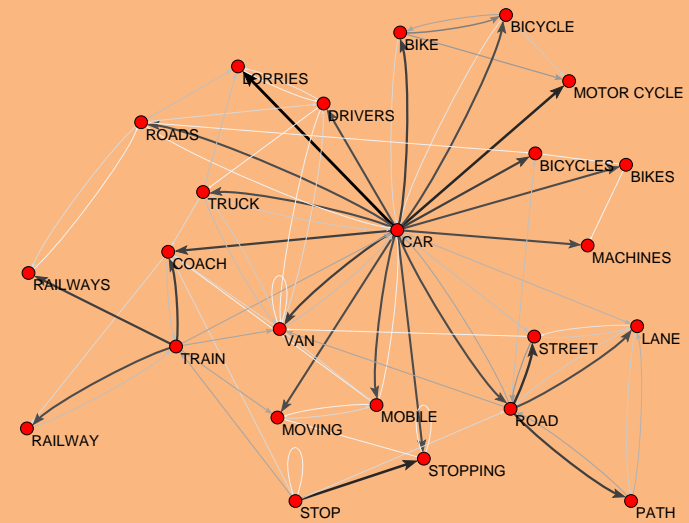 BICYCLE
BIKE
LORRIES
MOTOR CYCLE
DRIVERS
ROADS
BICYCLES
BIKES
TRUCK
CAR
COACH
MACHINES
RAILWAYS
VAN
STREET
LANE
TRAIN
MOBILE
ROAD
MOVING
RAILWAY
STOPPING
STOP
PATH